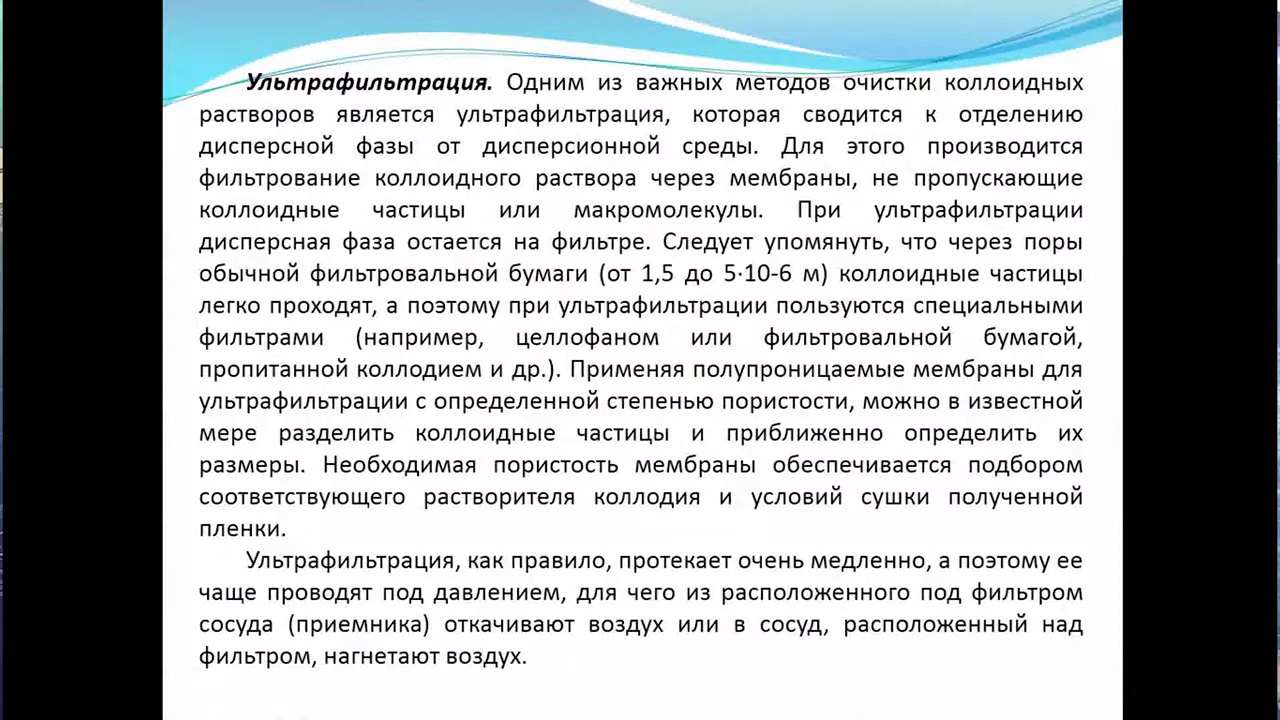 Ультрафильтрация. Одним из важных методов очистки коллоидных
растворов является ультрафильтрация, которая сводится к отделению
дисперсной фазы от дисперсионной среды. Для этого производится
фильтрование коллоидного раствора через мембраны, не пропускающие
коллоидные частицы или макромолекулы. При ультрафильтрации
дисперсная фаза остается на фильтре. Следует упомянуть, что через поры
обычной фильтровальной бумаги (от 1,5 до 5·10-6 м) коллоидные частицы
легко проходят, а поэтому при ультрафильтрации пользуются специальными
фильтрами (например, целлофаном или фильтровальной бумагой,
пропитанной коллодием и др.). Применяя полупроницаемые мембраны для
ультрафильтрации с определенной степенью пористости, можно в известной
мере разделить коллоидные частицы и приближенно определить их
размеры. Необходимая пористость мембраны обеспечивается подбором
соответствующего растворителя коллодия и условий сушки полученной
пленки.
Ультрафильтрация, как правило, протекает очень медленно, а поэтому ее
чаще проводят под давлением, для чего из расположенного под фильтром
сосуда (приемника) откачивают воздух или в сосуд, расположенный над
фильтром, нагнетают воздух.